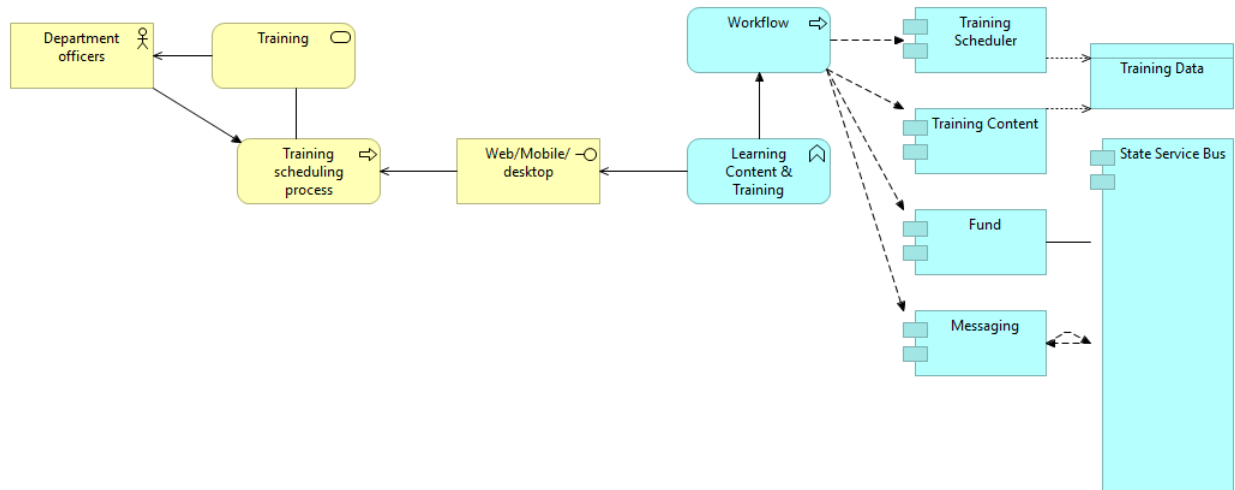 Department
officers
Training
Training
scheduling
process
Web/Mobile/
desktop
Workflow
Learning
Content &
Training
Training
Scheduler
Training Content
Fund
Messaging
Training Data
State Service Bus